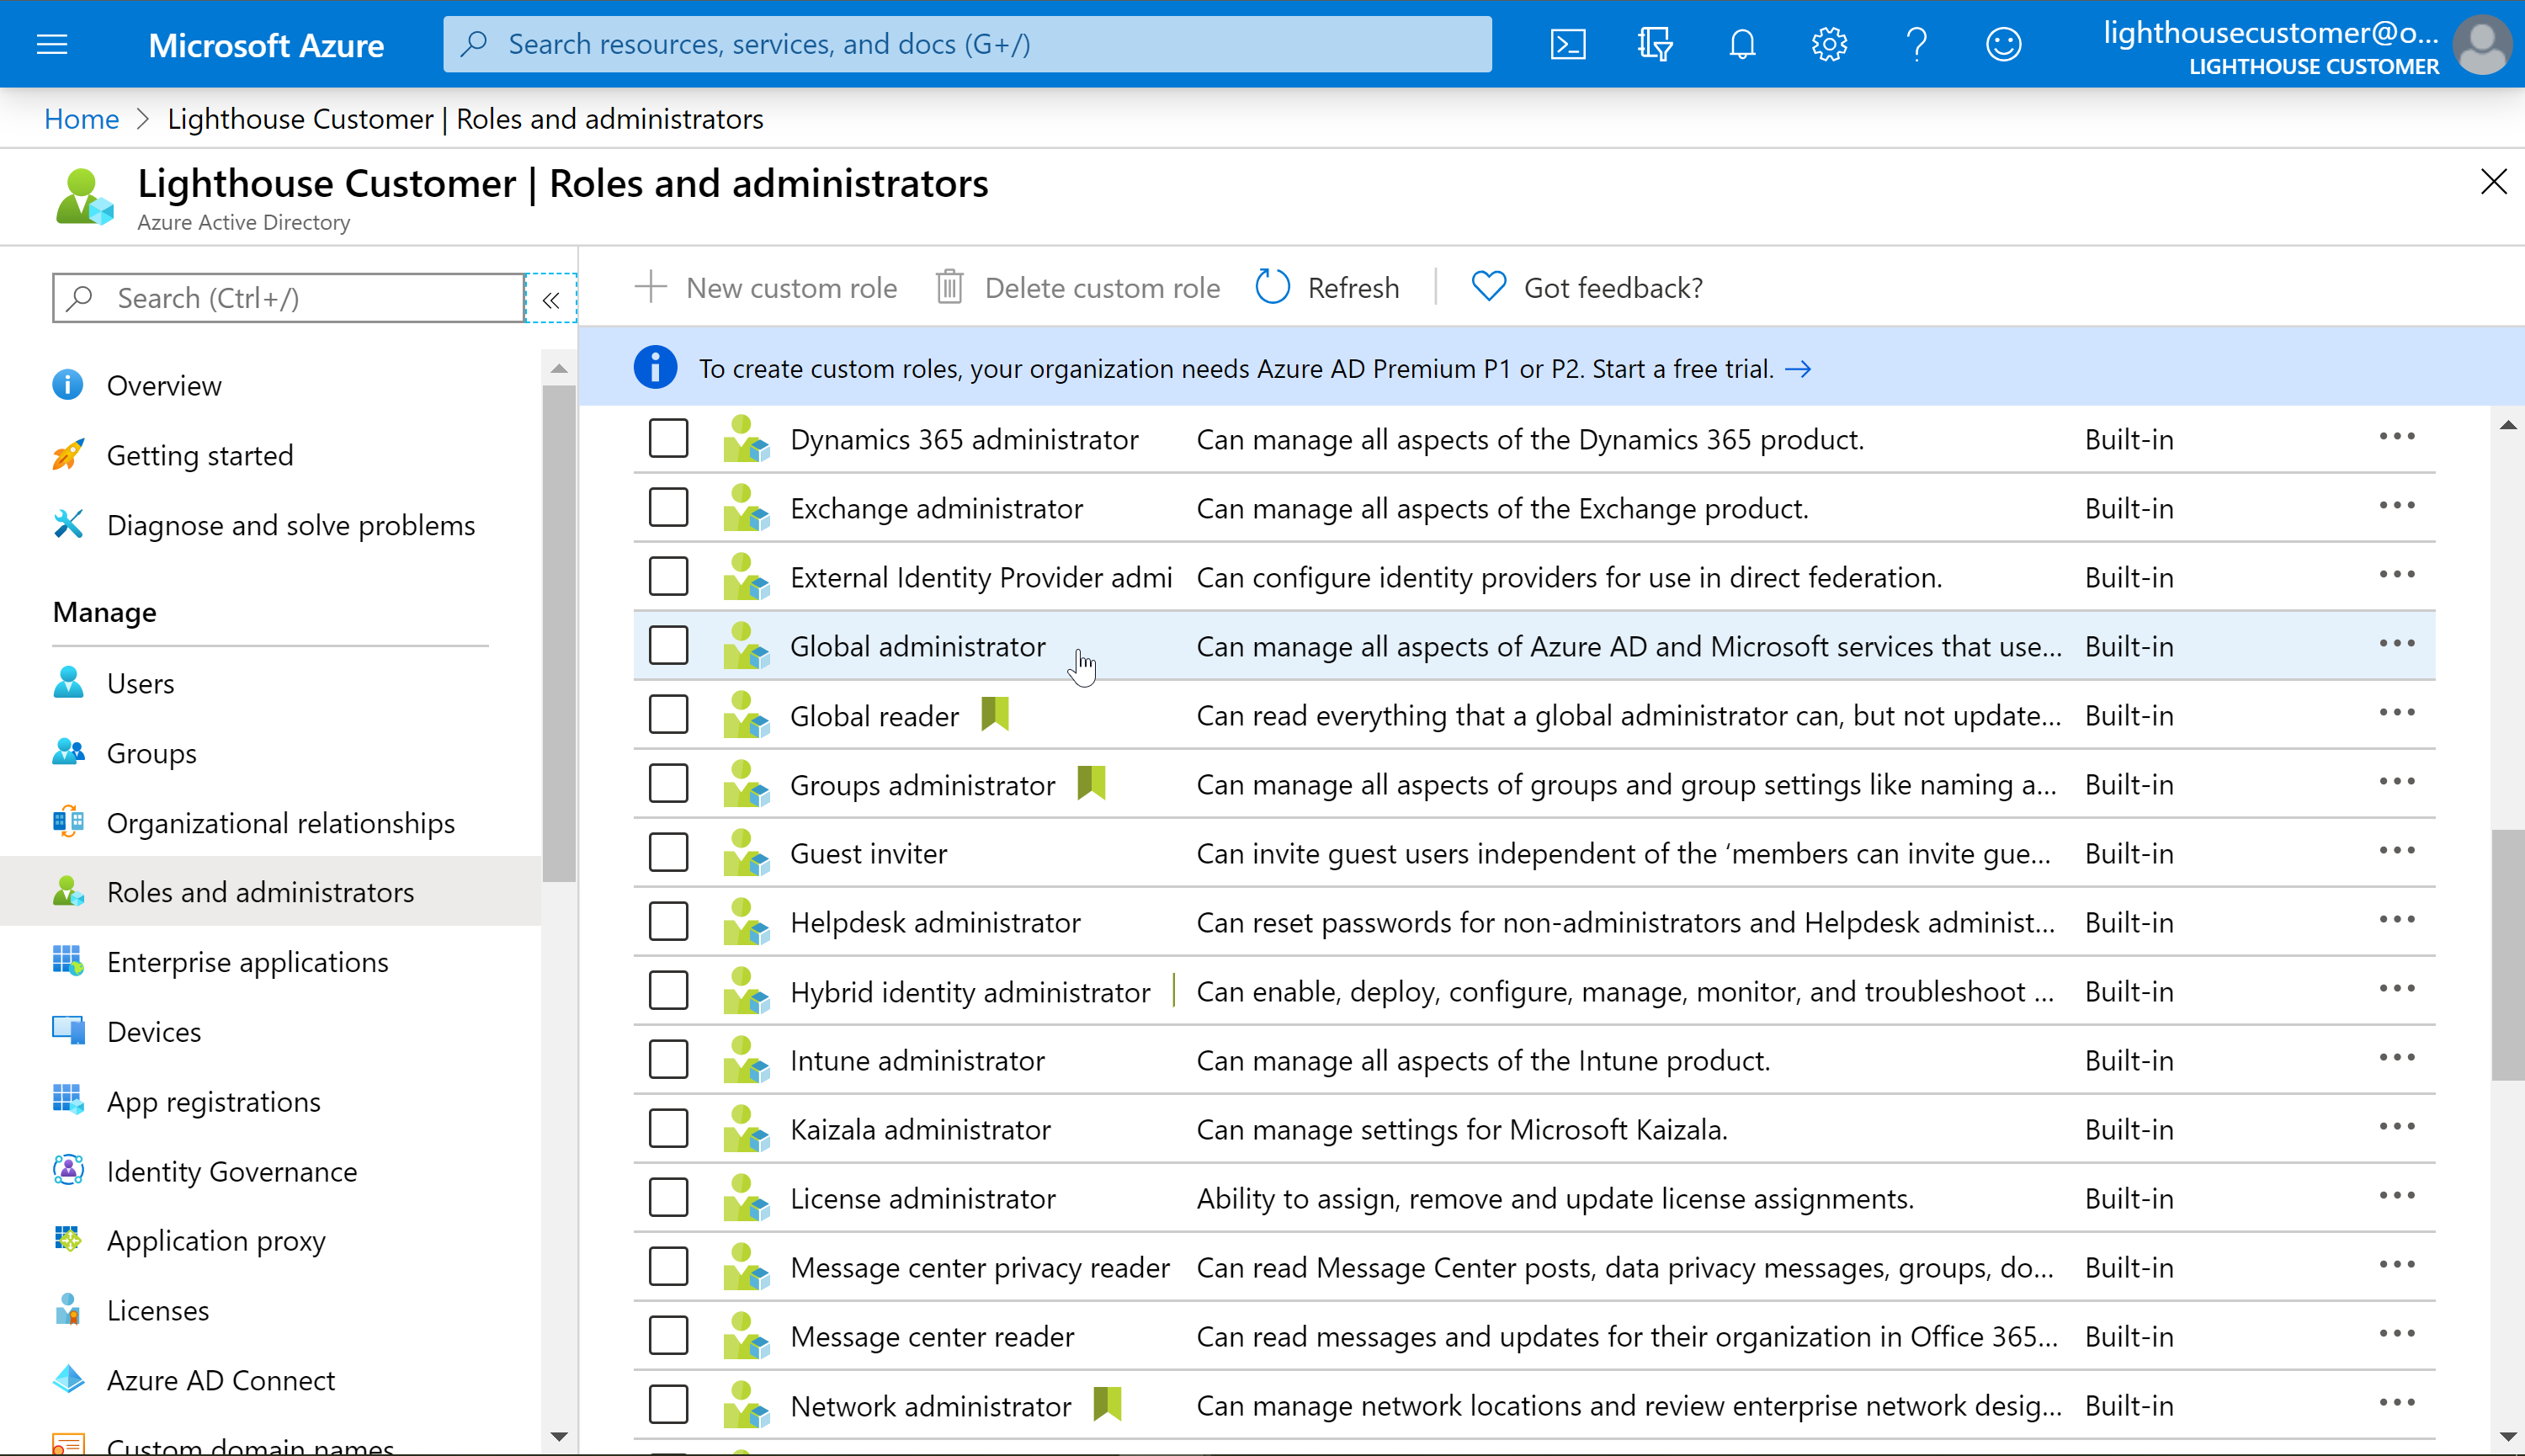 Microsoft Azure
Search resources, services, and docs (G+/)
lighthousecustomer@o...
LIGHTHOUSE CUSTOMER
Home > Lighthouse Customer | Roles and administrators
Lighthouse Customer | Roles and administrators
Azure Active Directory
Search (Ctrl+/)
«
Overview
Getting started
Diagnose and solve problems
Manage
Users
Groups
Organizational relationships
Roles and administrators
Enterprise applications
Devices
App registrations
Identity Governance
Application proxy
Licenses
Azure AD Connect
Custom domain names
New custom role Delete custom role Refresh Got feedback?
To create custom roles, your organization needs Azure AD Premium P1 or P2. Start a free trial. →
Dynamics 365 administrator Can manage all aspects of the Dynamics 365 product. Built-in ...
Exchange administrator Can manage all aspects of the Exchange product. Built-in ...
External Identity Provider admi Can configure identity providers for use in direct federation. Built-in ...
Global administrator Can manage all aspects of Azure AD and Microsoft services that use... Built-in ...
Global reader Can read everything that a global administrator can, but not update... Built-in ...
Groups administrator Can manage all aspects of groups and group settings like naming a... Built-in ...
Guest inviter Can invite guest users independent of the ‘members can invite gue... Built-in ...
Helpdesk administrator Can reset passwords for non-administrators and Helpdesk administ... Built-in ...
Hybrid identity administrator Can enable, deploy, configure, manage, monitor, and troubleshoot ... Built-in ...
Intune administrator Can manage all aspects of the Intune product. Built-in ...
Kaizala administrator Can manage settings for Microsoft Kaizala. Built-in ...
License administrator Ability to assign, remove and update license assignments. Built-in ...
Message center privacy reader Can read Message Center posts, data privacy messages, groups, do... Built-in ...
Message center reader Can read messages and updates for their organization in Office 365... Built-in ...
Network administrator Can manage network locations and review enterprise network desig... Built-in ...